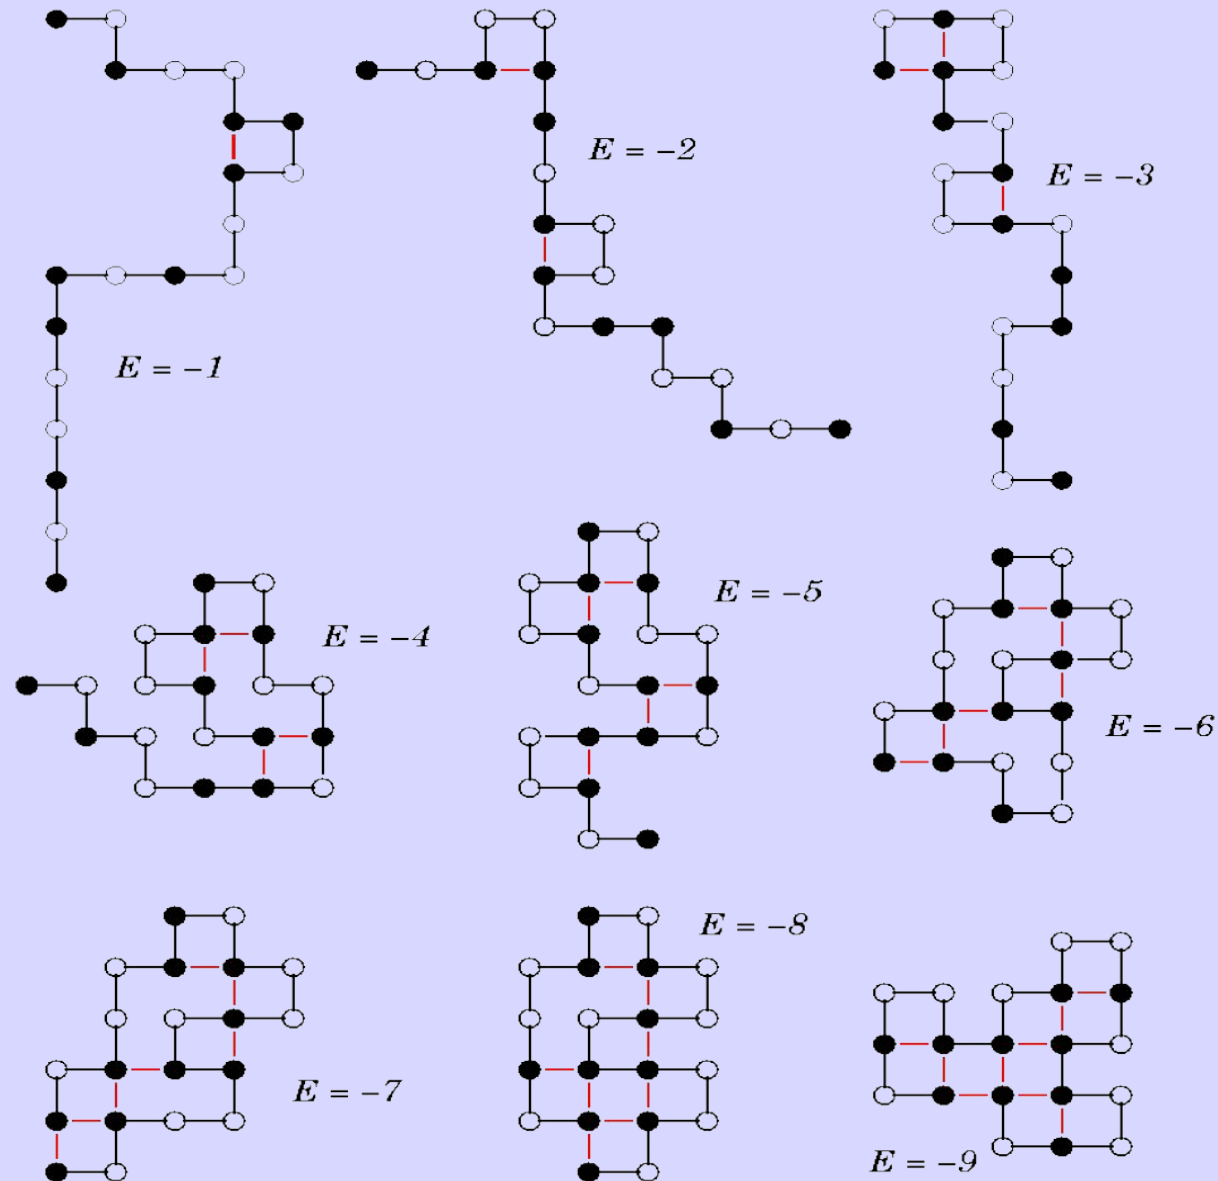 E = -2
E = -3
E = -1
E = -5
E = -4
E = -6
E = -8
E = -7
E = -9